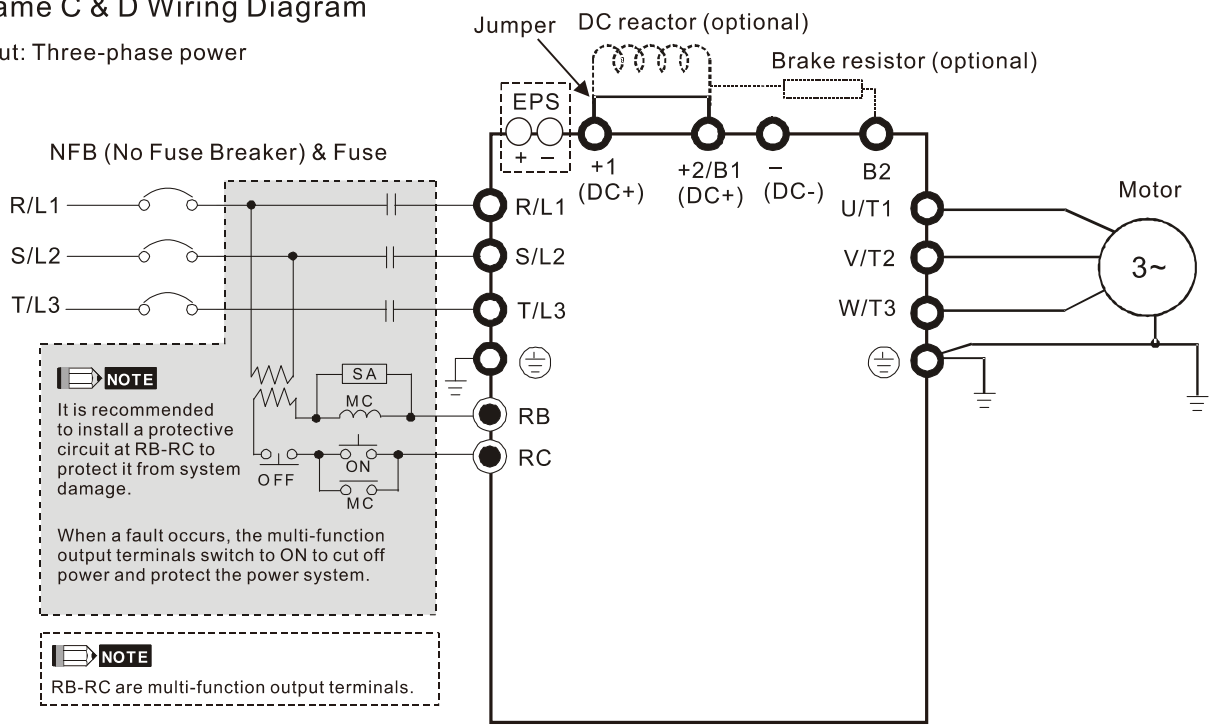 ame C & D Wiring Diagram
ut: Three-phase power
Jumper
DC reactor (optional)
Brake resistor (optional)
EPS
+ −
NFB (No Fuse Breaker) & Fuse
+1
(DC+)
+2/B1
(DC+)
−
(DC-)
B2
R/L1
R/L1
U/T1
Motor
S/L2
S/L2
V/T2
3~
T/L3
T/L3
W/T3
NOTE
It is recommended
to install a protective
circuit at RB-RC to
protect it from system
damage.
SA
MC
RB
OFF
ON
RC
MC
When a fault occurs, the multi-function
output terminals switch to ON to cut off
power and protect the power system.
NOTE
RB-RC are multi-function output terminals.